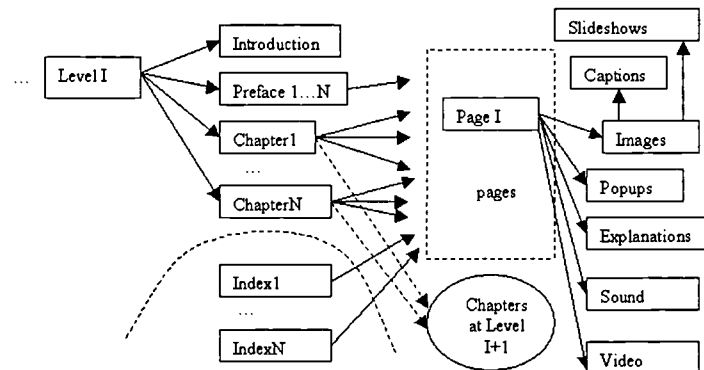 Slideshows
Introduction
Captions
... Level I
Preface 1...N
Page I
Chapter1
Images
...
Popups
ChapterN
pages
Explanations
Index1
Sound
...
Chapters
at Level
I+1
IndexN
Video